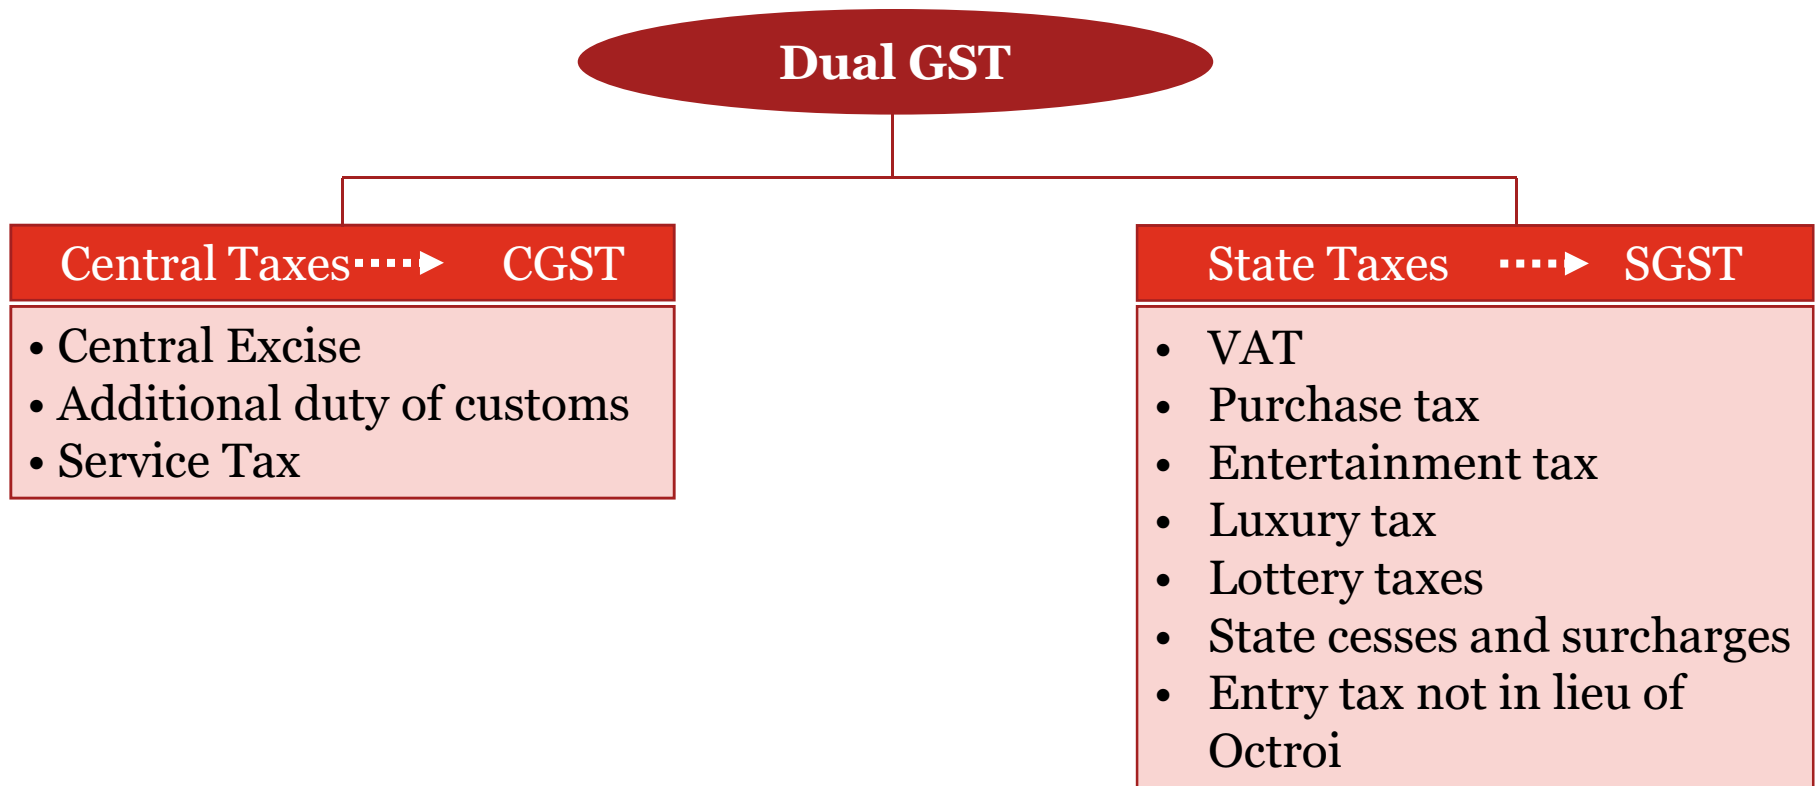 Dual GST
Central Taxes CGST
• Central Excise
• Additional duty of customs
• Service Tax
State Taxes SGST
• VAT
• Purchase tax
• Entertainment tax
• Luxury tax
• Lottery taxes
• State cesses and surcharges
• Entry tax not in lieu of
Octroi